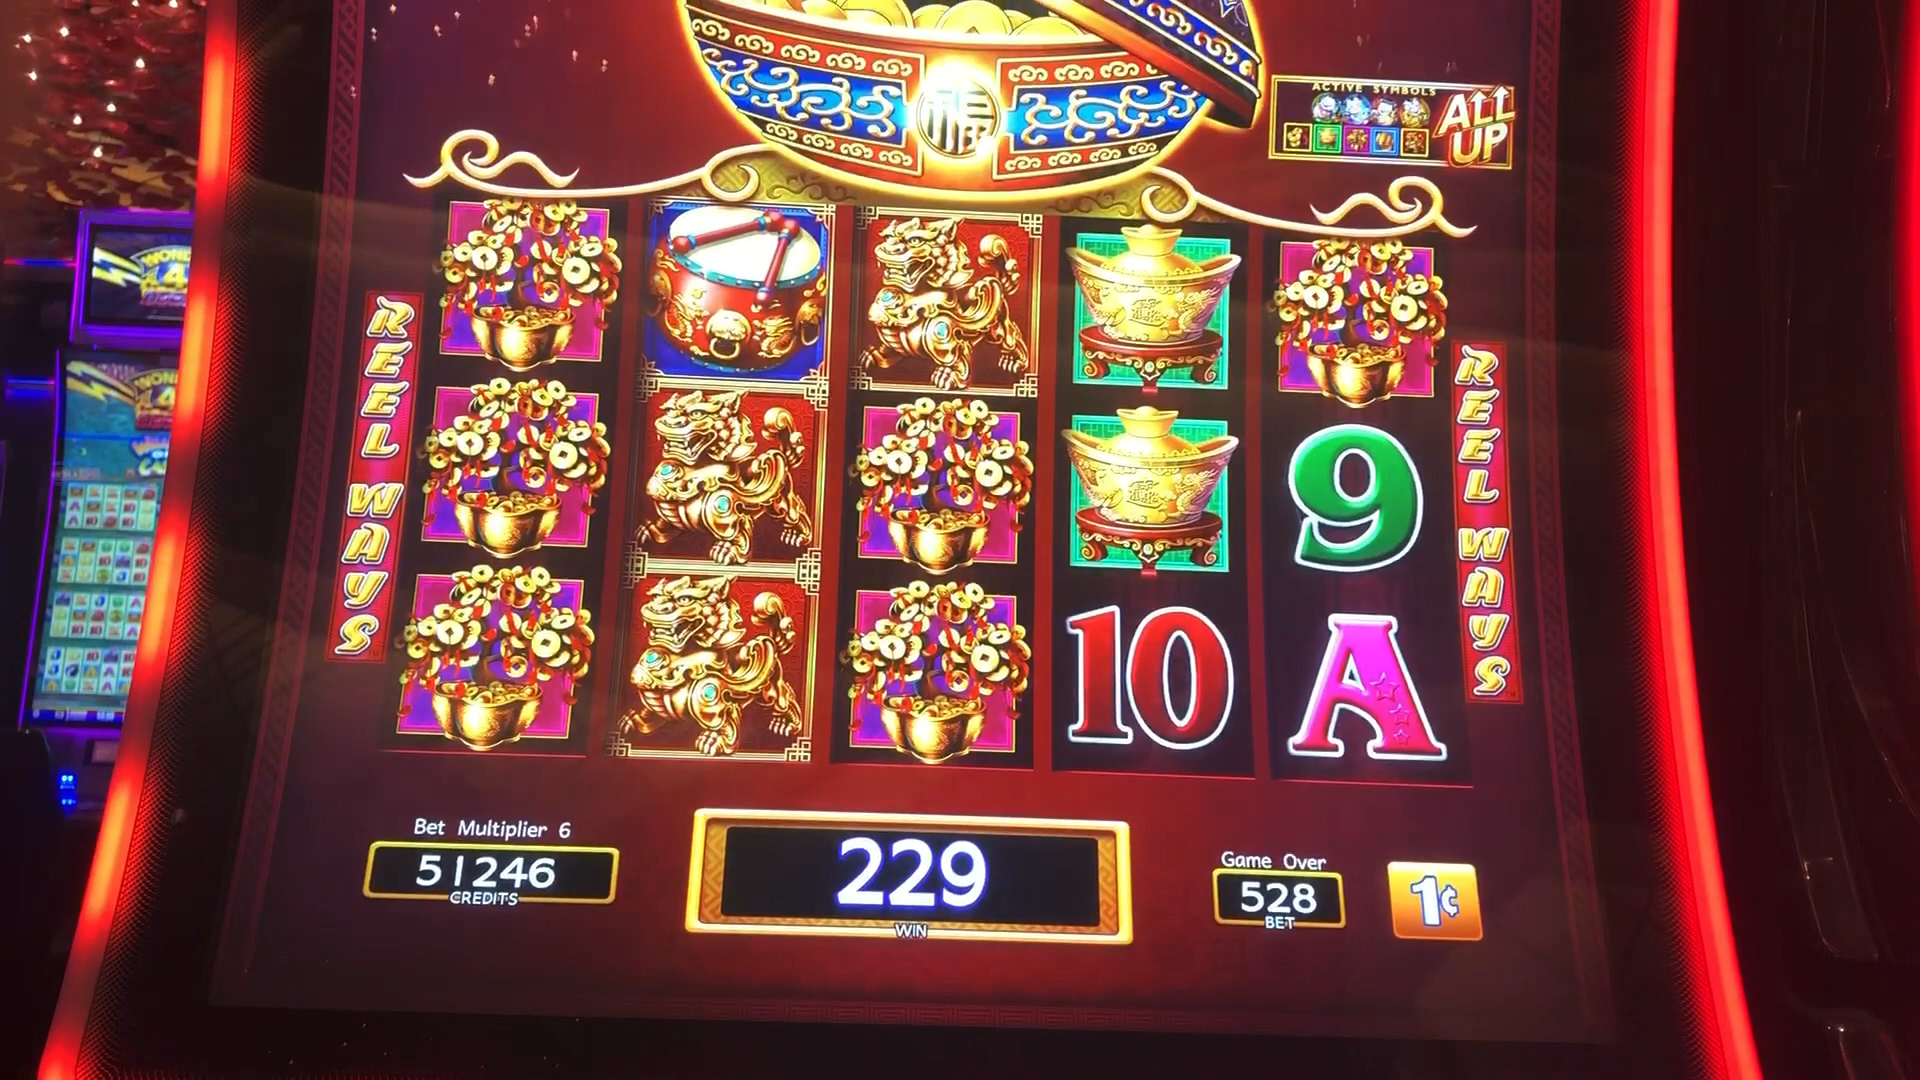 福
ACTIVE SYMBOLS
ALL
UP
REEL WAYS
REEL WAYS
9
10
A
Bet Multiplier 6
51246
CREDITS
229
WIN
Game Over
528
BET
1¢